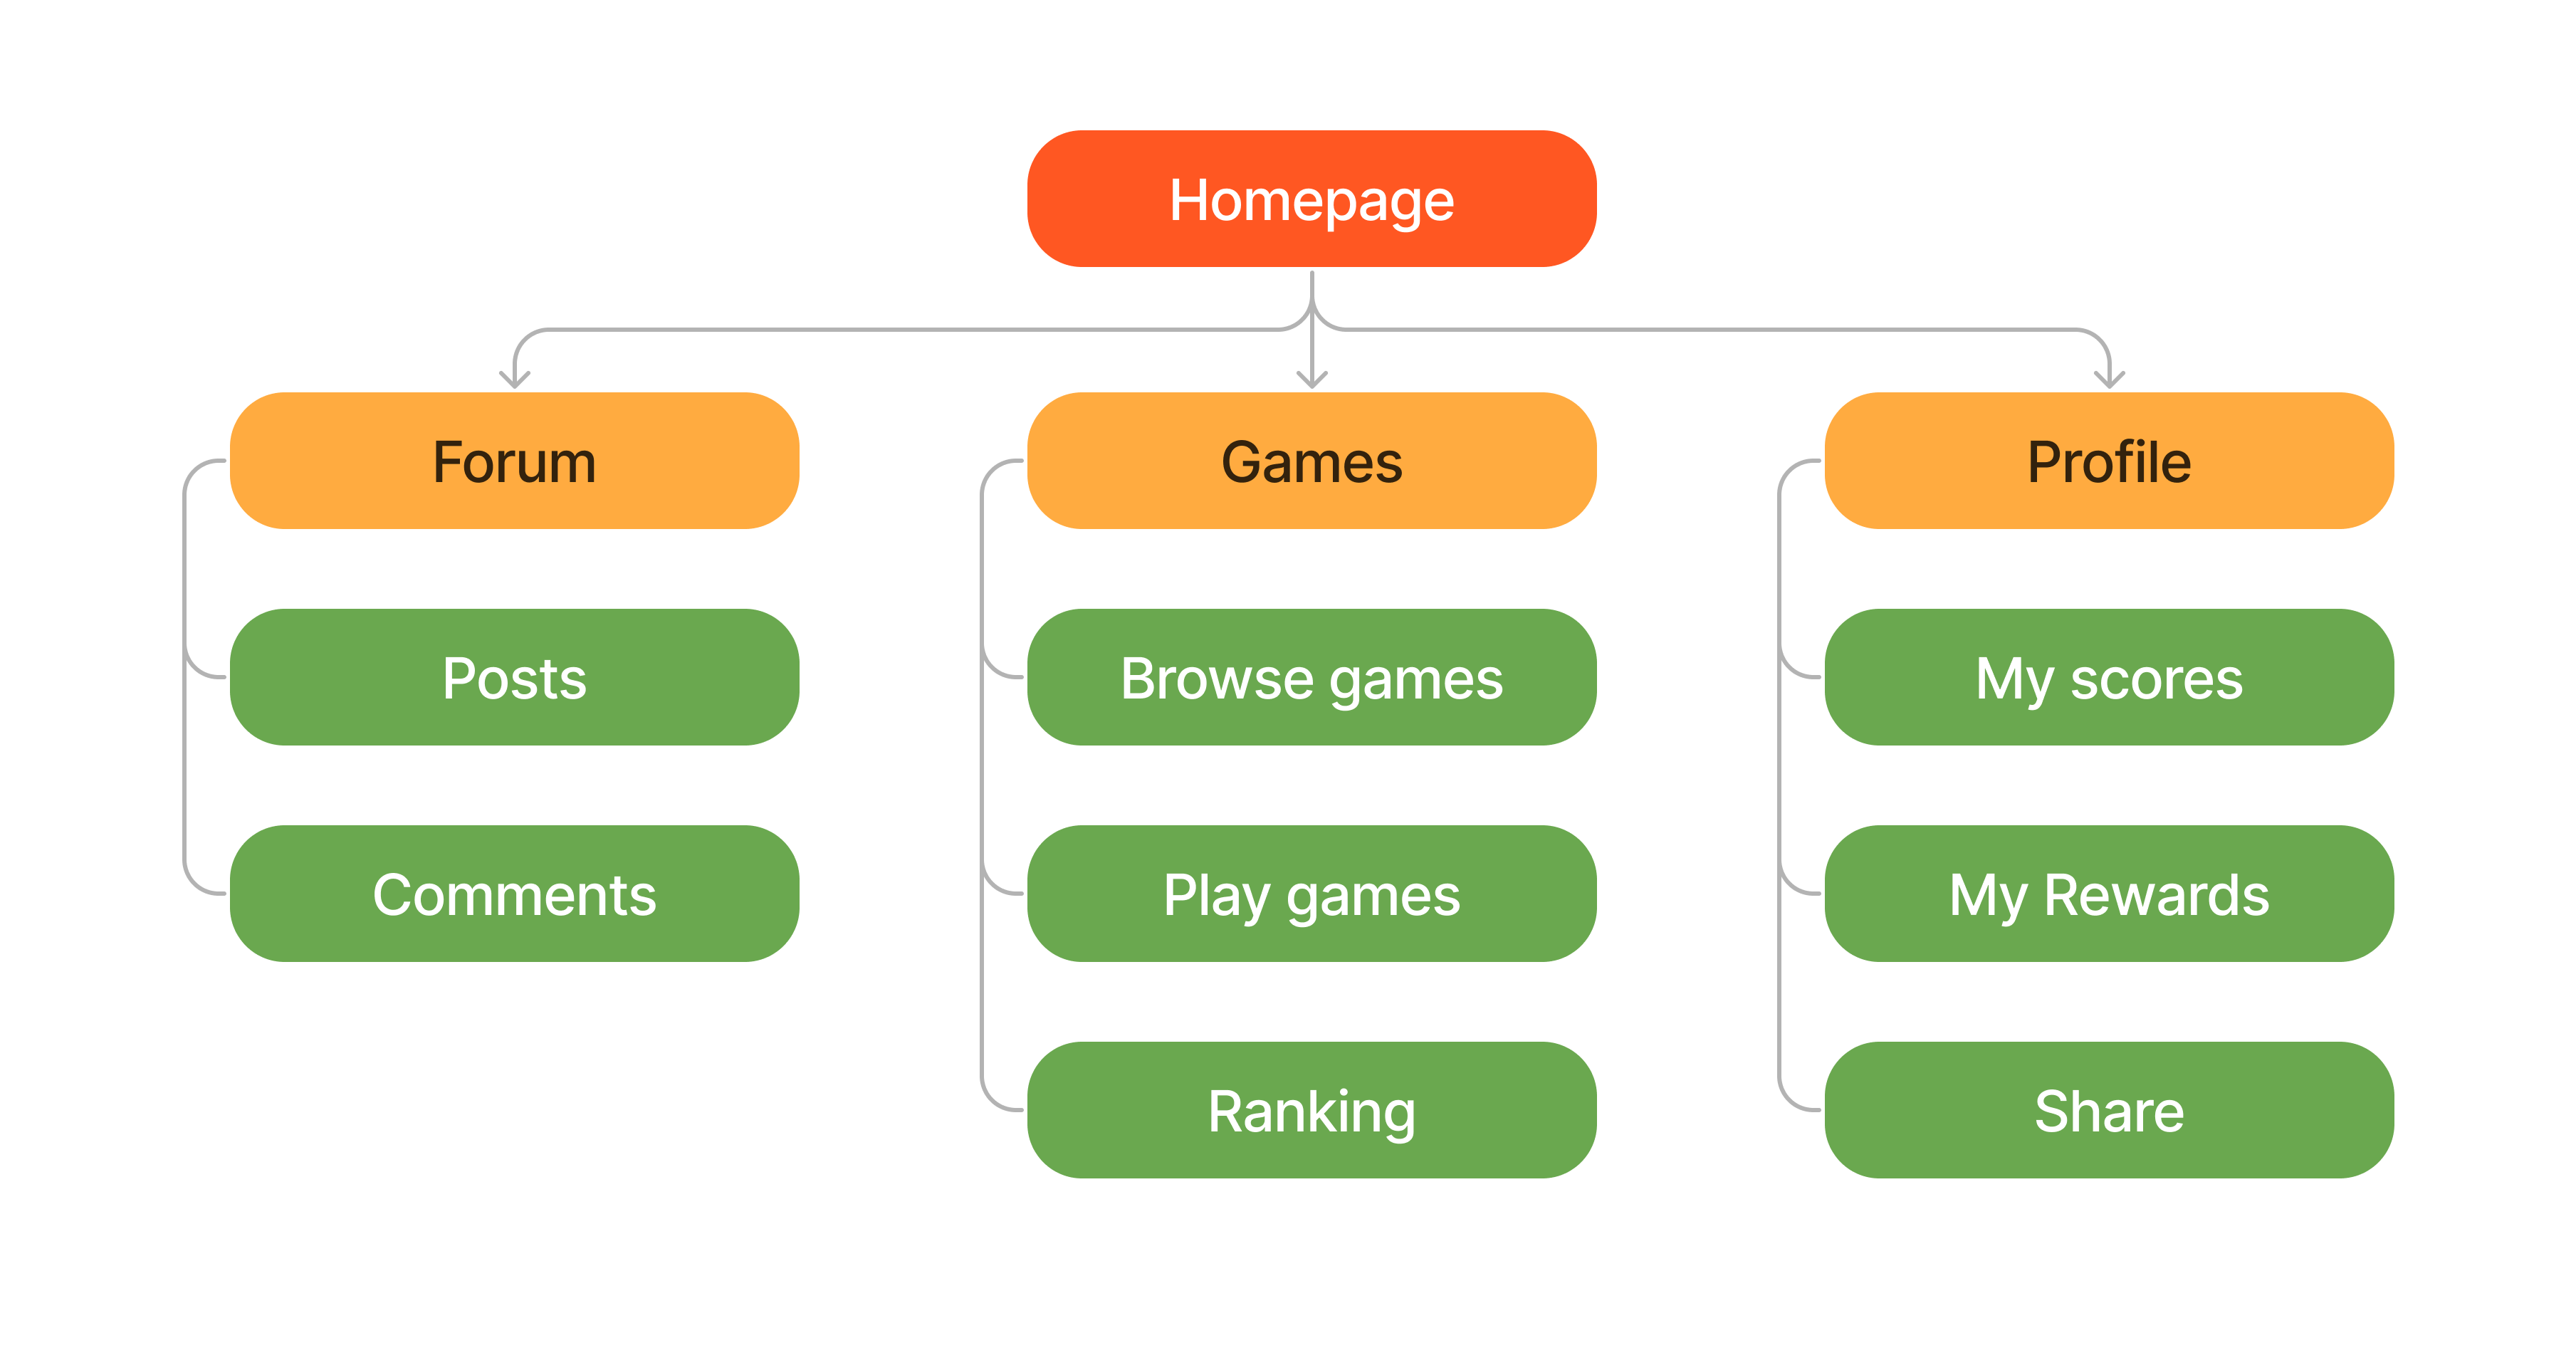 Homepage
Forum
Games
Profile
Posts
Browse games
My scores
Comments
Play games
My Rewards
Ranking
Share